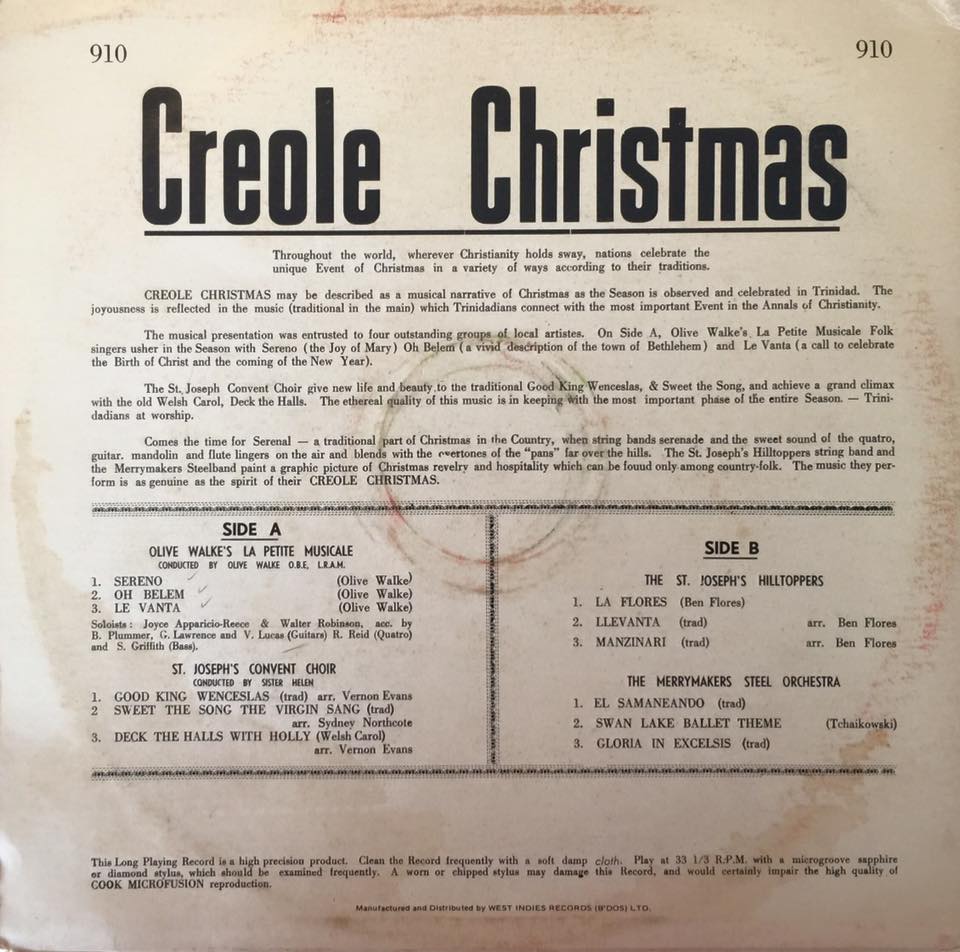 910
910
Creole Christmas
Throughout the world, wherever Christianity holds sway, nations celebrate the
unique Event of Christmas in a variety of ways according to their traditions.
CREOLE CHRISTMAS may be described as a musical narrative of Christmas as the Season is observed and celebrated in Trinidad. The
joyousness is reflected in the music (traditional in the main) which Trinidadians connect with the most important Event in the Annals of Christianity.
The musical presentation was entrusted to four outstanding groups of local artistes. On Side A, Olive Walke's La Petite Musicale Folk
singers usher in the Season with Sereno (the Joy of Mary) Oh Belem (a vivid description of the town of Bethlehem) and Le Vanta (a call to celebrate
the Birth of Christ and the coming of the New Year).
The St. Joseph Convent Choir give new life and beauty to the traditional Good King Wenceslas, & Sweet the Song, and achieve a grand climax
with the old Welsh Carol, Deck the Halls. The ethereal quality of this music is in keeping with the most important phase of the entire Season. — Trini-
dadians at worship.
Comes the time for Serenal — a traditional part of Christmas in the Country, when string bands serenade and the sweet sound of the quatro,
guitar. mandolin and flute lingers on the air and blends with the overtones of the "pans" far over the hills. The St. Joseph's Hilltoppers string band and
the Merrymakers Steelband paint a graphic picture of Christmas revelry and hospitality which can be fouud only among country-folk. The music they per-
form is as genuine as the spirit of their CREOLE CHRISTMAS.
SIDE A
OLIVE WALKE'S LA PETITE MUSICALE
CONDUCTED BY OLIVE WALKE O.B.E, L.R.A.M.
1. SERENO (Olive Walke)
2. OH BELEM (Olive Walke)
3. LE VANTA (Olive Walke)
Soloists: Joyce Apparicio-Reece & Walter Robinson, acc. by
B. Plummer, G. Lawrence and V. Lucas (Guitars) R. Reid (Quatro)
and S. Griffith (Bass).
ST. JOSEPH'S CONVENT CHOIR
CONDUCTED BY SISTER HELEN
1. GOOD KING WENCESLAS (trad) arr. Vernon Evans
2 SWEET THE SONG THE VIRGIN SANG (trad)
arr. Sydney Northcote
3. DECK THE HALLS WITH HOLLY (Welsh Carol)
arr. Vernon Evans
SIDE B
THE ST. JOSEPH'S HILLTOPPERS
1. LA FLORES (Ben Flores)
2. LLEVANTA (trad) arr. Ben Flores
3. MANZINARI (trad) arr. Ben Flores
THE MERRYMAKERS STEEL ORCHESTRA
1. EL SAMANEANDO (trad)
2. SWAN LAKE BALLET THEME (Tchaikowski)
3. GLORIA IN EXCELSIS (trad)
This Long Playing Record is a high precision product. Clean the Record frequently with a soft damp cloth. Play at 33 1/3 R.P.M. with a microgroove sapphire
or diamond stylus, which should be examined frequently. A worn or chipped stylus may damage this Record, and would certainly impair the high quality of
COOK MICROFUSION reproduction.
Manufactured and Distributed by WEST INDIES RECORDS (B'DOS) LTD.